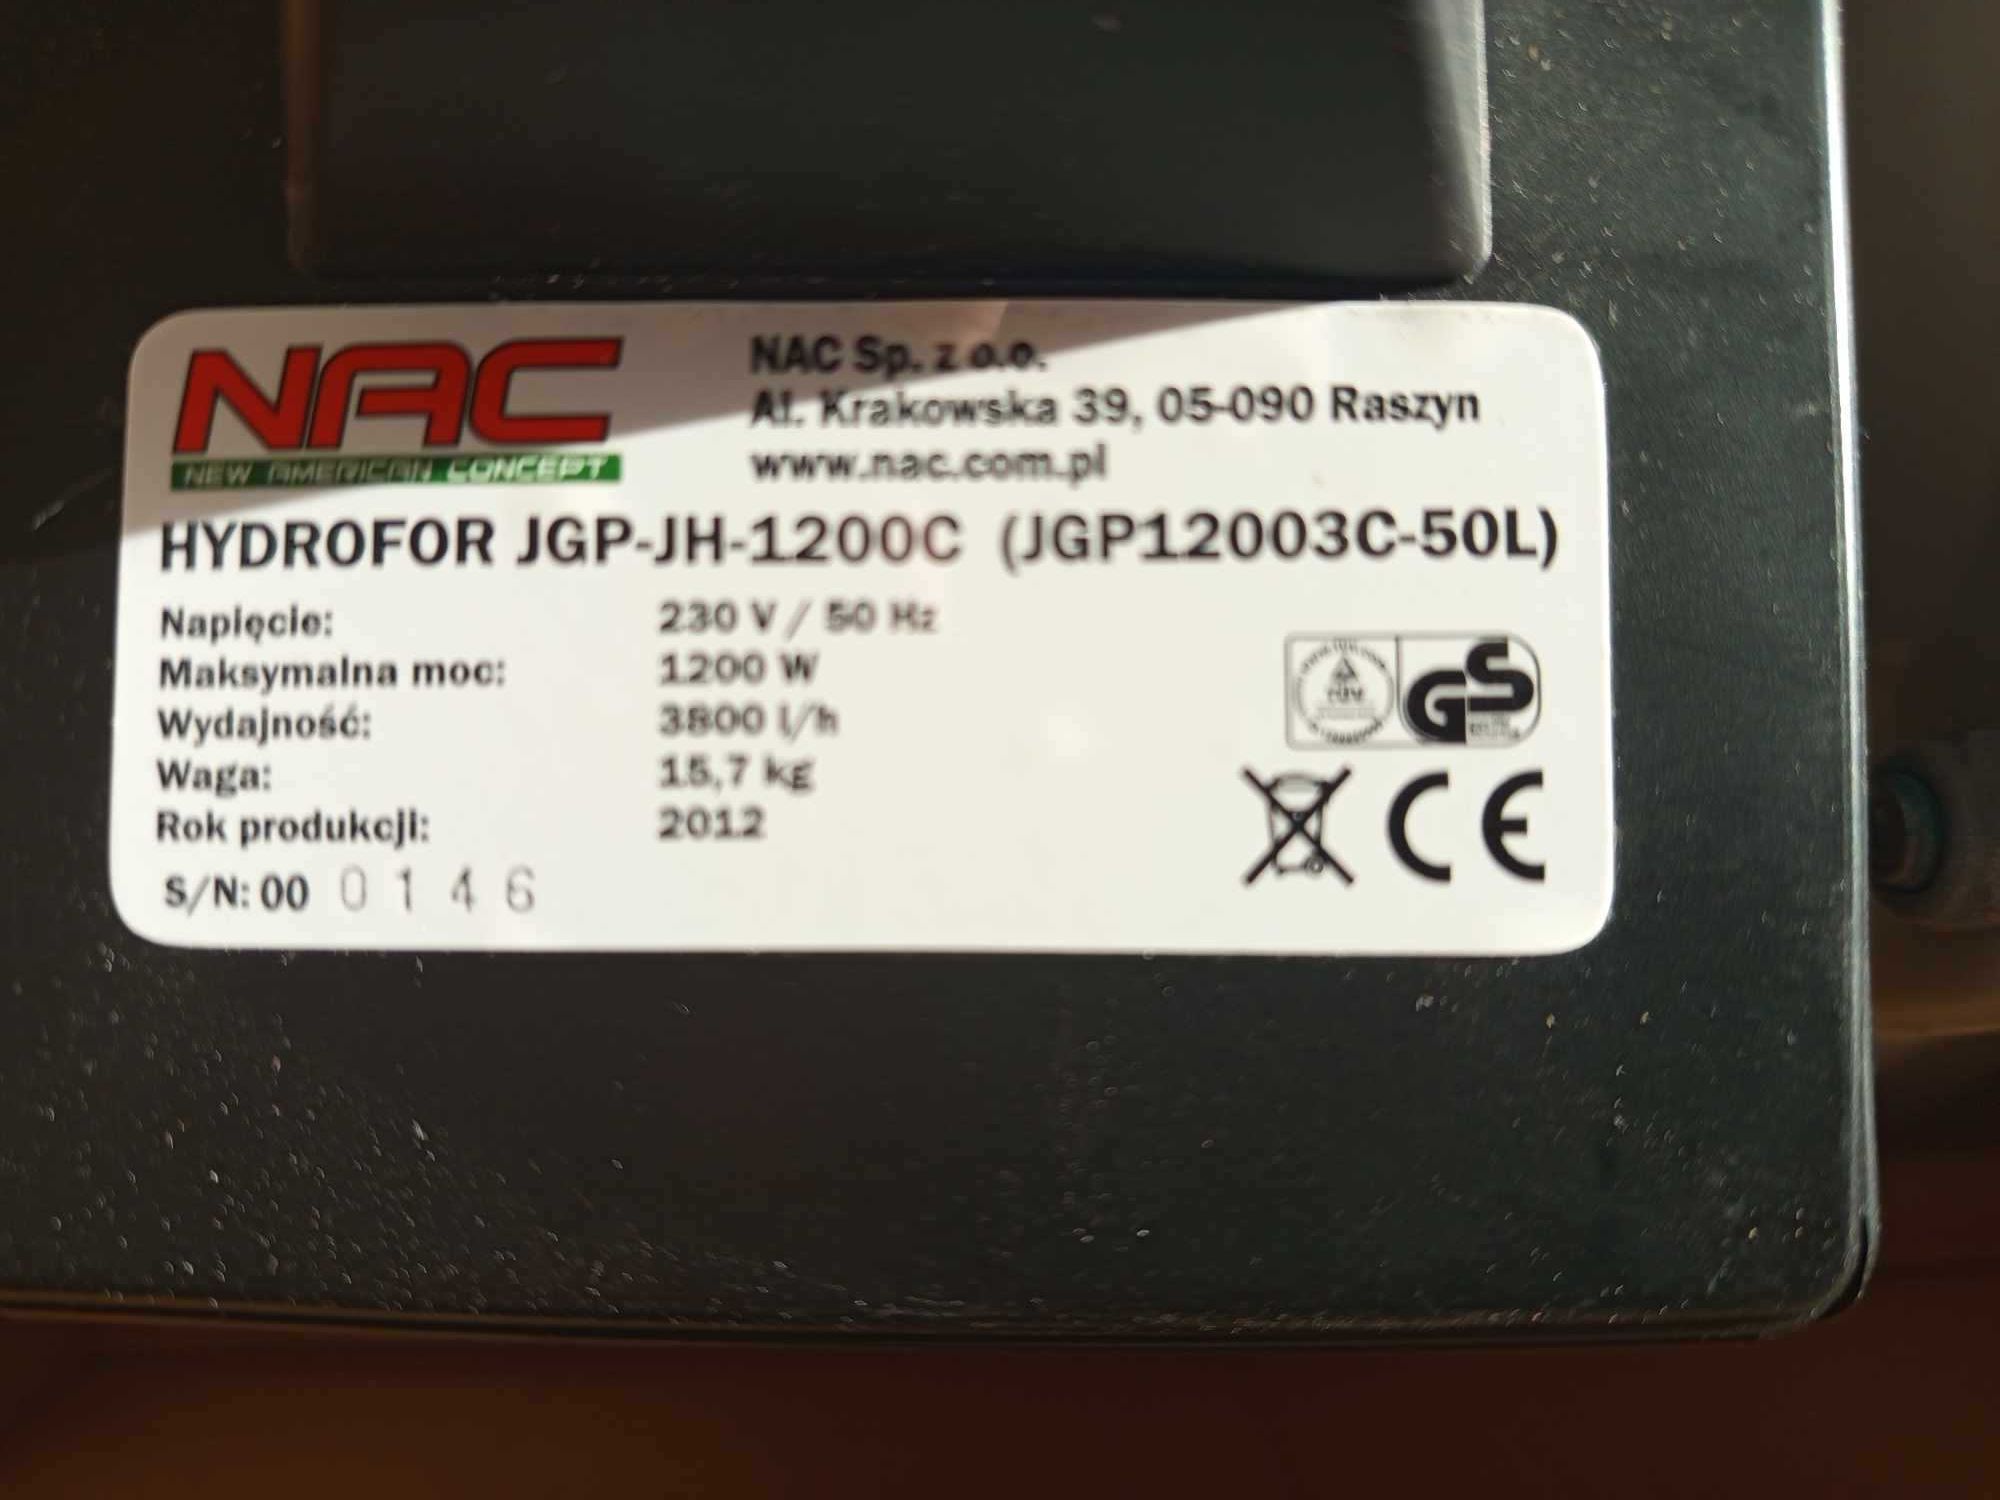 NAC
NEW AMERICAN CONCEPT
NAC Sp. z o.o.
Al. Krakowska 39, 05-090 Raszyn
www.nac.com.pl
HYDROFOR JGP-JH-1200C (JGP12003C-50L)
Napięcie: 230 V / 50 Hz
Maksymalna moc: 1200 W
Wydajność: 3800 l/h
Waga: 15,7 kg
Rok produkcji: 2012
S/N: 00 0146
GS
CE